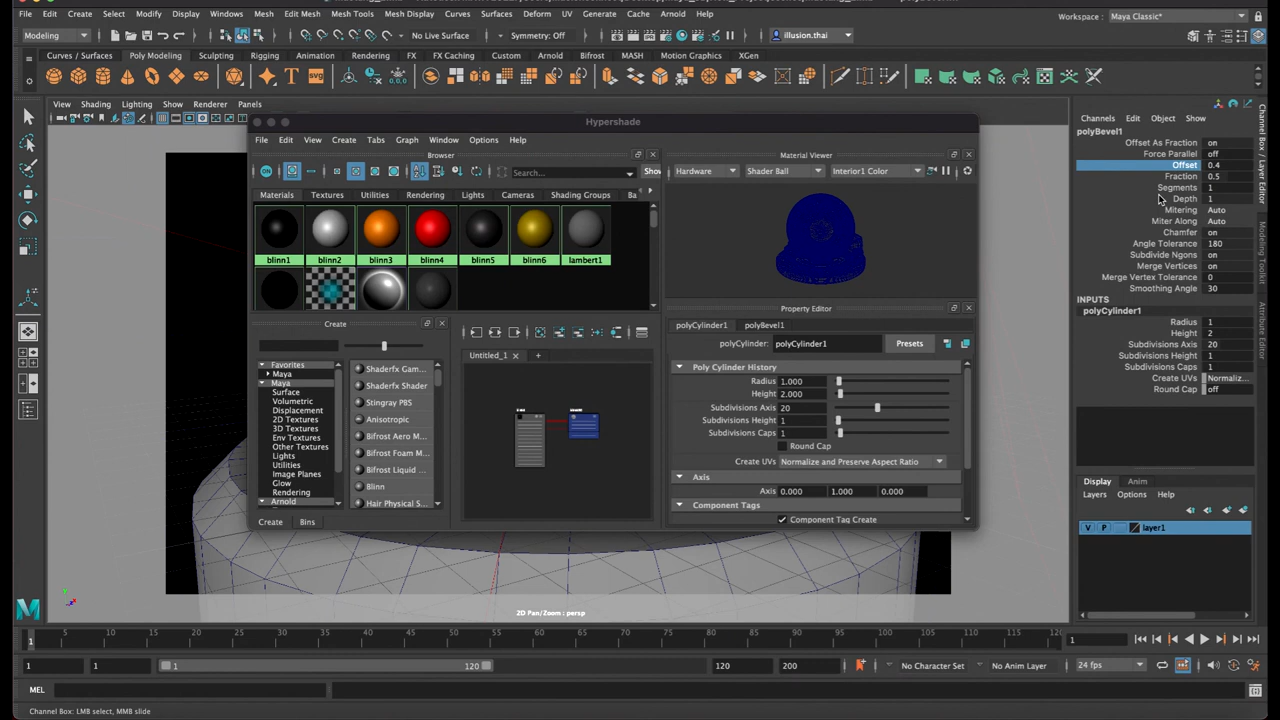 File Edit Create Select Modify Display Windows Mesh Edit Mesh Mesh Tools Mesh Display Curves Surfaces Deform UV Generate Cache Arnold Help
Workspace : Maya Classic*
Modeling
No Live Surface
Symmetry: Off
illusion.thai
Curves / Surfaces Poly Modeling Sculpting Rigging Animation Rendering FX FX Caching Custom Arnold Bifrost MASH Motion Graphics XGen
View Shading Lighting Show Renderer Panels
Hypershade
File Edit View Create Tabs Graph Window Options Help
Browser
Search...
Show
Materials Textures Utilities Rendering Lights Cameras Shading Groups Ba
blinn1 blinn2 blinn3 blinn4 blinn5 blinn6 lambert1
Create
Favorites
Maya
Maya
Surface
Volumetric
Displacement
2D Textures
3D Textures
Env Textures
Other Textures
Lights
Utilities
Image Planes
Glow
Rendering
Arnold
Shaderfx Gam...
Shaderfx Shader
Stingray PBS
Anisotropic
Bifrost Aero M...
Bifrost Foam M...
Bifrost Liquid ...
Blinn
Hair Physical S...
Create Bins
Untitled_1
+
Material Viewer
Hardware Shader Ball Interior1 Color
Property Editor
polyCylinder1 polyBevel1
polyCylinder: polyCylinder1 Presets
Poly Cylinder History
Radius 1.000
Height 2.000
Subdivisions Axis 20
Subdivisions Height 1
Subdivisions Caps 1
Round Cap
Create UVs Normalize and Preserve Aspect Ratio
Axis
Axis 0.000 1.000 0.000
Component Tags
Component Tag Create
2D Pan/Zoom : persp
Channels Edit Object Show
polyBevel1
Offset As Fraction on
Force Parallel off
Offset 0.4
Fraction 0.5
Segments 1
Depth 1
Mitering Auto
Miter Along Auto
Chamfer on
Angle Tolerance 180
Subdivide Ngons on
Merge Vertices on
Merge Vertex Tolerance 0
Smoothing Angle 30
INPUTS
polyCylinder1
Radius 1
Height 2
Subdivisions Axis 20
Subdivisions Height 1
Subdivisions Caps 1
Create UVs Normaliz...
Round Cap off
Display Anim
Layers Options Help
V P layer1
Channel Box / Layer Editor
Modeling Toolkit
Attribute Editor
5 10 15 20 25 30 35 40 45 50 55 60 65 70 75 80 85 90 95 100 105 110 115 12
1
1
1 1 1 120 120 200
No Character Set
No Anim Layer
24 fps
MEL
Channel Box: LMB select, MMB slide